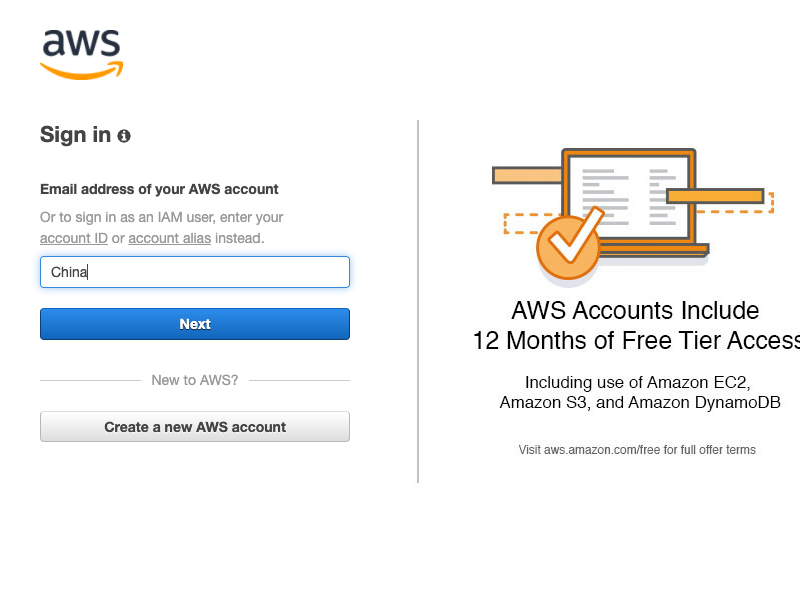 aws
Sign in
Email address of your AWS account
Or to sign in as an IAM user, enter your
account ID or account alias instead.
China
Next
New to AWS?
Create a new AWS account
AWS Accounts Include
12 Months of Free Tier Access
Including use of Amazon EC2,
Amazon S3, and Amazon DynamoDB
Visit aws.amazon.com/free for full offer terms